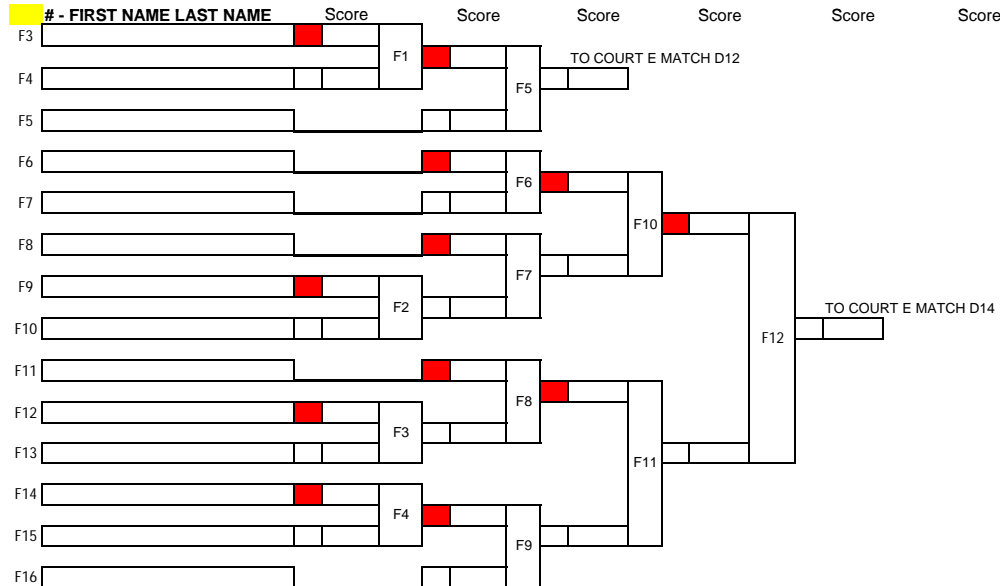 # - FIRST NAME LAST NAME Score Score Score Score Score Score
F3
F1
TO COURT E MATCH D12
F4
F5
F5
F6
F6
F7
F10
F8
F7
F9
F2
TO COURT E MATCH D14
F10
F12
F11
F8
F12
F3
F13
F11
F14
F4
F15
F9
F16